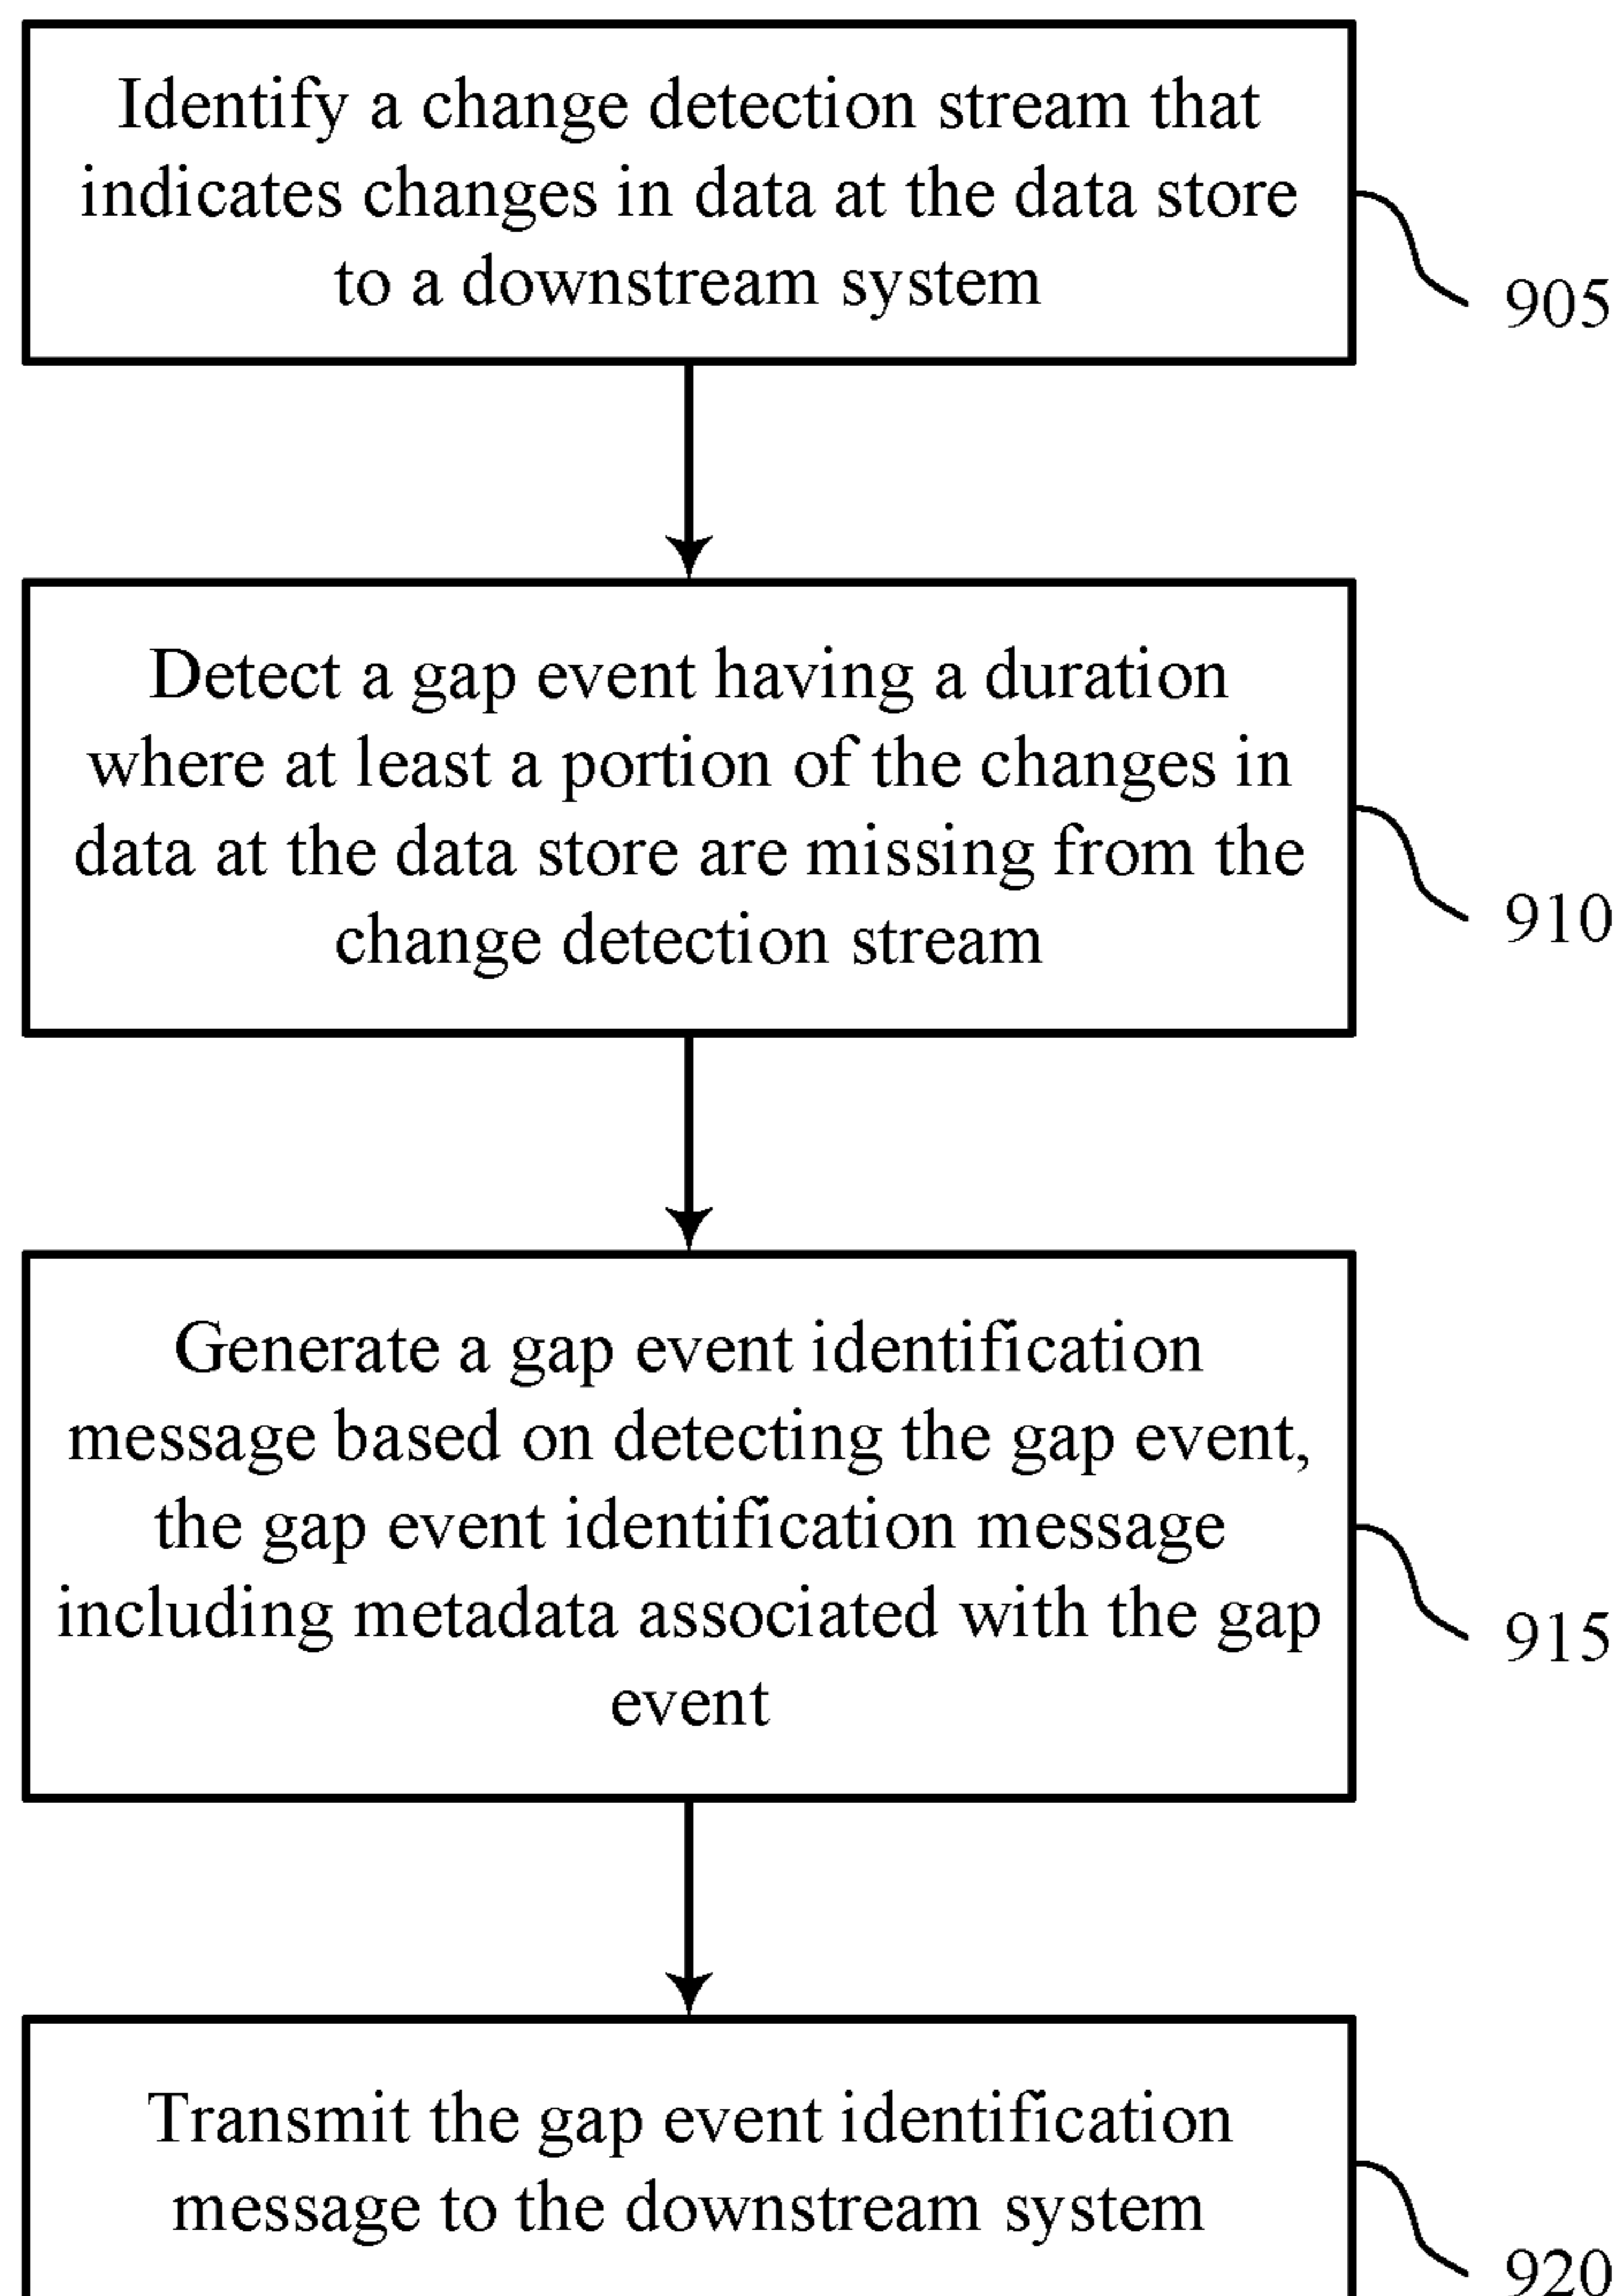 Identify a change detection stream that
indicates changes in data at the data store
to a downstream system
905
Detect a gap event having a duration
where at least a portion of the changes in
data at the data store are missing from the
change detection stream
910
Generate a gap event identification
message based on detecting the gap event,
the gap event identification message
including metadata associated with the gap
event
915
Transmit the gap event identification
message to the downstream system
920